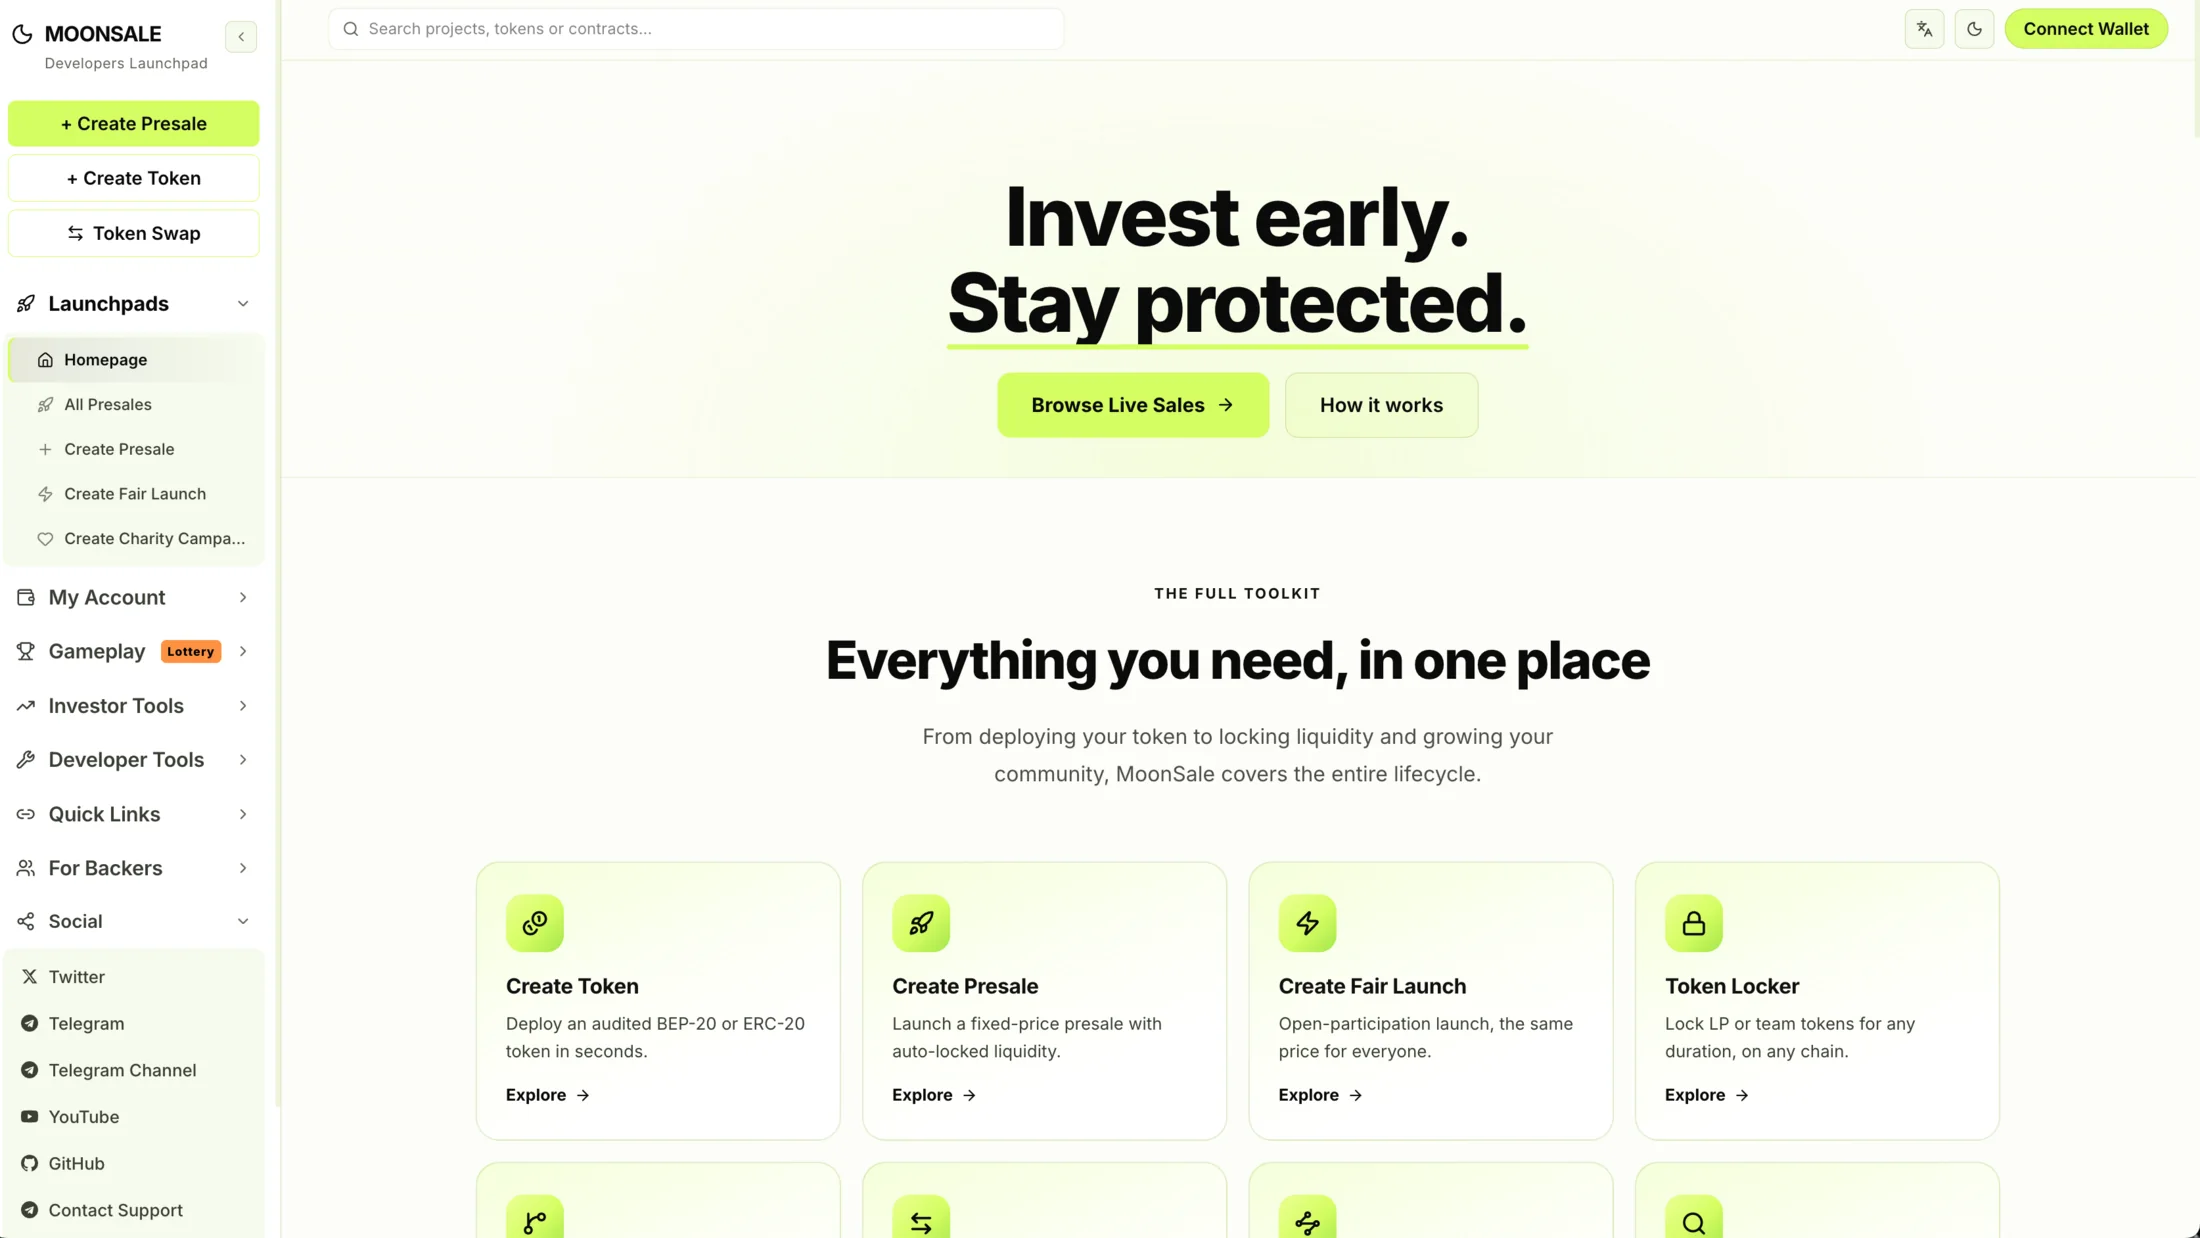 MOONSALE
Developers Launchpad
+ Create Presale
+ Create Token
Token Swap
Launchpads
Homepage
All Presales
Create Presale
Create Fair Launch
Create Charity Campa...
My Account
Gameplay
Lottery
Investor Tools
Developer Tools
Quick Links
For Backers
Social
Twitter
Telegram
Telegram Channel
YouTube
GitHub
Contact Support
Search projects, tokens or contracts...
Connect Wallet
Invest early.
Stay protected.
Browse Live Sales →
How it works
THE FULL TOOLKIT
Everything you need, in one place
From deploying your token to locking liquidity and growing your
community, MoonSale covers the entire lifecycle.
Create Token
Deploy an audited BEP-20 or ERC-20
token in seconds.
Explore →
Create Presale
Launch a fixed-price presale with
auto-locked liquidity.
Explore →
Create Fair Launch
Open-participation launch, the same
price for everyone.
Explore →
Token Locker
Lock LP or team tokens for any
duration, on any chain.
Explore →